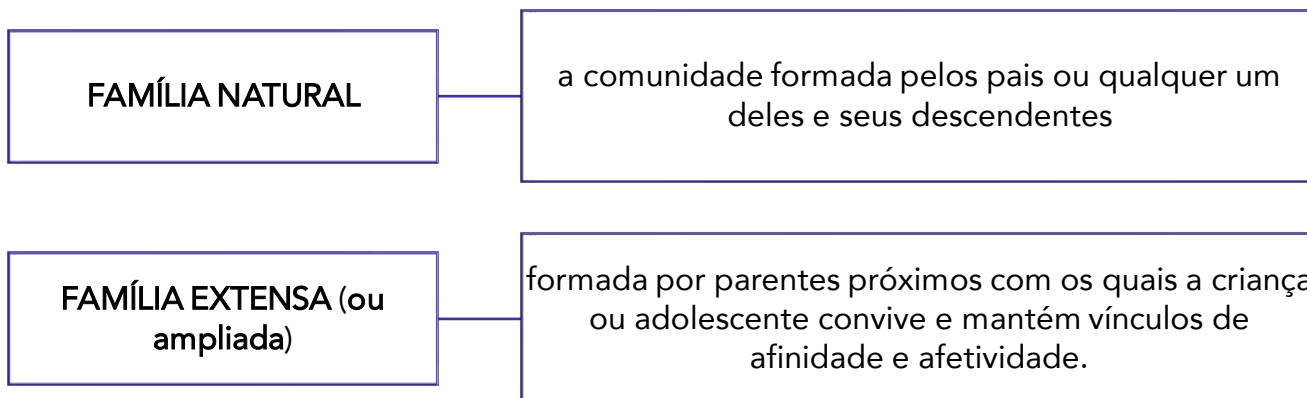 FAMÍLIA NATURAL
a comunidade formada pelos pais ou qualquer um
deles e seus descendentes
FAMÍLIA EXTENSA (ou
ampliada)
formada por parentes próximos com os quais a criança
ou adolescente convive e mantém vínculos de
afinidade e afetividade.